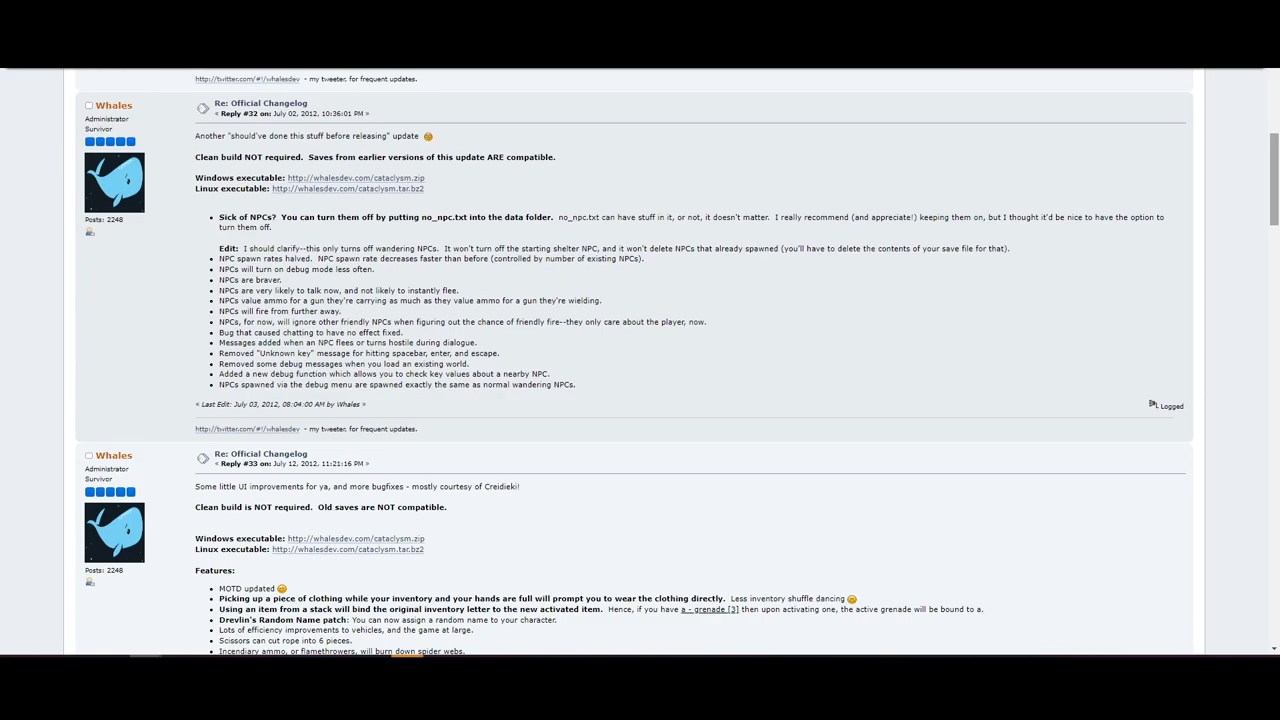 http://twitter.com/#!/whalesdev - my tweeter, for frequent updates.
Whales
Administrator
Survivor
Posts: 2248
Re: Official Changelog
« Reply #32 on: July 02, 2012, 10:36:01 PM »
Another "should've done this stuff before releasing" update
Clean build NOT required. Saves from earlier versions of this update ARE compatible.
Windows executable: http://whalesdev.com/cataclysm.zip
Linux executable: http://whalesdev.com/cataclysm.tar.bz2
• Sick of NPCs? You can turn them off by putting no_npc.txt into the data folder. no_npc.txt can have stuff in it, or not, it doesn't matter. I really recommend (and appreciate!) keeping them on, but I thought it'd be nice to have the option to
turn them off.
Edit: I should clarify--this only turns off wandering NPCs. It won't turn off the starting shelter NPC, and it won't delete NPCs that already spawned (you'll have to delete the contents of your save file for that).
• NPC spawn rates halved. NPC spawn rate decreases faster than before (controlled by number of existing NPCs).
• NPCs will turn on debug mode less often.
• NPCs are braver.
• NPCs are very likely to talk now, and not likely to instantly flee.
• NPCs value ammo for a gun they're carrying as much as they value ammo for a gun they're wielding.
• NPCs will fire from further away.
• NPCs, for now, will ignore other friendly NPCs when figuring out the chance of friendly fire--they only care about the player, now.
• Bug that caused chatting to have no effect fixed.
• Messages added when an NPC flees or turns hostile during dialogue.
• Removed "Unknown key" message for hitting spacebar, enter, and escape.
• Removed some debug messages when you load an existing world.
• Added a new debug function which allows you to check key values about a nearby NPC.
• NPCs spawned via the debug menu are spawned exactly the same as normal wandering NPCs.
« Last Edit: July 03, 2012, 08:04:00 AM by Whales »
Logged
http://twitter.com/#!/whalesdev - my tweeter, for frequent updates.
Whales
Administrator
Survivor
Posts: 2248
Re: Official Changelog
« Reply #33 on: July 12, 2012, 11:21:16 PM »
Some little UI improvements for ya, and more bugfixes - mostly courtesy of Creidieki!
Clean build is NOT required. Old saves are NOT compatible.
Windows executable: http://whalesdev.com/cataclysm.zip
Linux executable: http://whalesdev.com/cataclysm.tar.bz2
Features:
• MOTD updated
• Picking up a piece of clothing while your inventory and your hands are full will prompt you to wear the clothing directly. Less inventory shuffle dancing
• Using an item from a stack will bind the original inventory letter to the new activated item. Hence, if you have a - grenade [3] then upon activating one, the active grenade will be bound to a.
• Drevlin's Random Name patch: You can now assign a random name to your character.
• Lots of efficiency improvements to vehicles, and the game at large.
• Scissors can cut rope into 6 pieces.
• Incendiary ammo, or flamethrowers, will burn down spider webs.